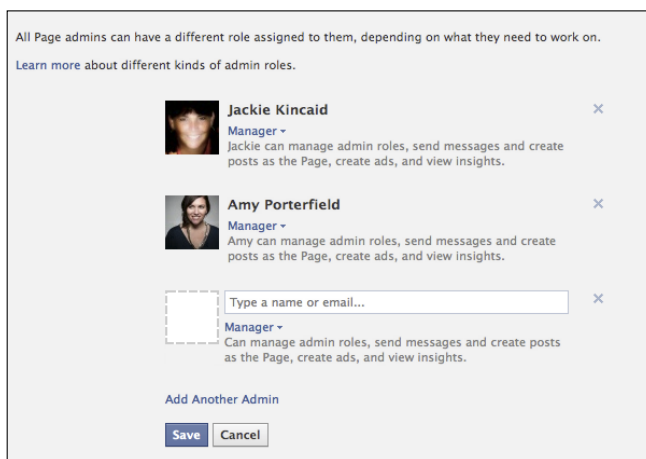 All Page admins can have a different role assigned to them, depending on what they need to work on.
Learn more about different kinds of admin roles.
Jackie Kincaid
Manager
Jackie can manage admin roles, send messages and create
posts as the Page, create ads, and view insights.
Amy Porterfield
Manager
Amy can manage admin roles, send messages and create
posts as the Page, create ads, and view insights.
Type a name or email...
Manager
Can manage admin roles, send messages and create posts
as the Page, create ads, and view insights.
Add Another Admin
Save Cancel